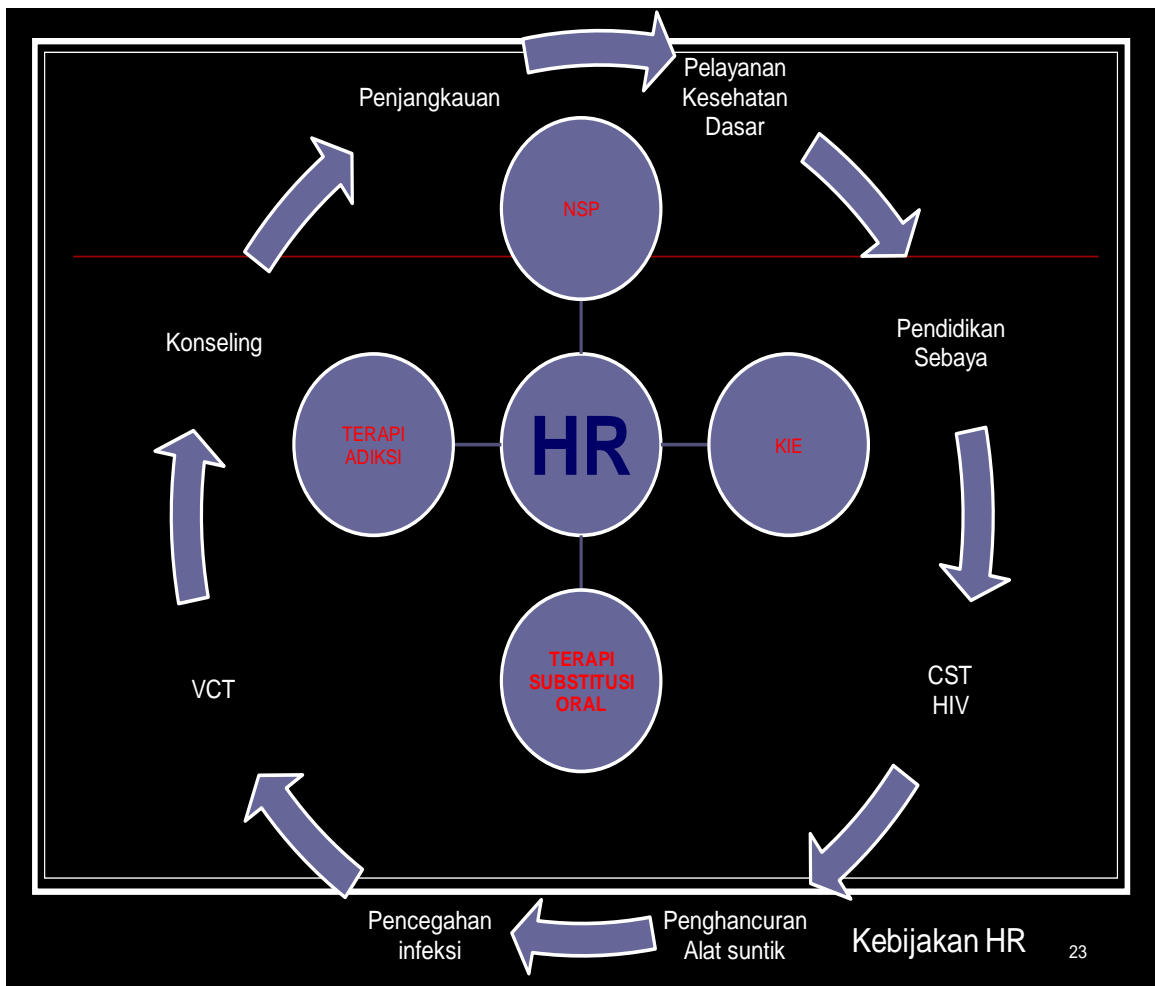 Penjangkauan
Pelayanan
Kesehatan
Dasar
NSP
Konseling
Pendidikan
Sebaya
TERAPI
ADIKSI
HR
KIE
VCT
TERAPI
SUBSTITUSI
ORAL
CST
HIV
Pencegahan
infeksi
Penghancuran
Alat suntik
Kebijakan HR
23